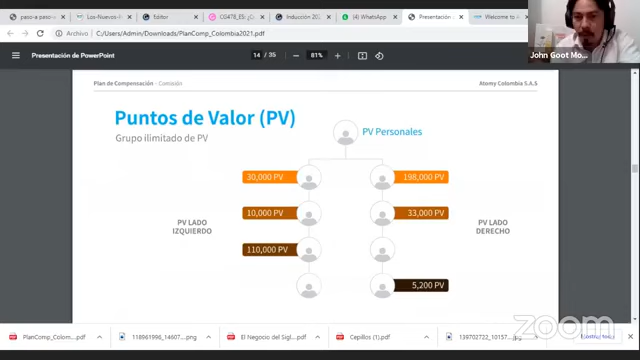 paso-a-paso-v
Los-Nuevos-P
Editor
CG478_ES¡ G
Inducción 202
(4) WhatsApp
Presentación
Welcome to
Archivo C:/Users/Admin/Downloads/PlanComp_Colombia2021.pdf
John Goot Mo...
Presentación de PowerPoint
14 / 35
81%
Plan de Compensación - Comisión
Atomy Colombia S.A.S
Puntos de Valor (PV)
Grupo ilimitado de PV
PV Personales
30,000 PV
198,000 PV
10,000 PV
33,000 PV
PV LADO
IZQUIERDO
PV LADO
DERECHO
110,000 PV
5,200 PV
zoom
PlanComp_Colom....pdf
118961996_14607...jpg
El Negocio del Sigl...pdf
Cepillos (1).pdf
139702722_10157...jpg